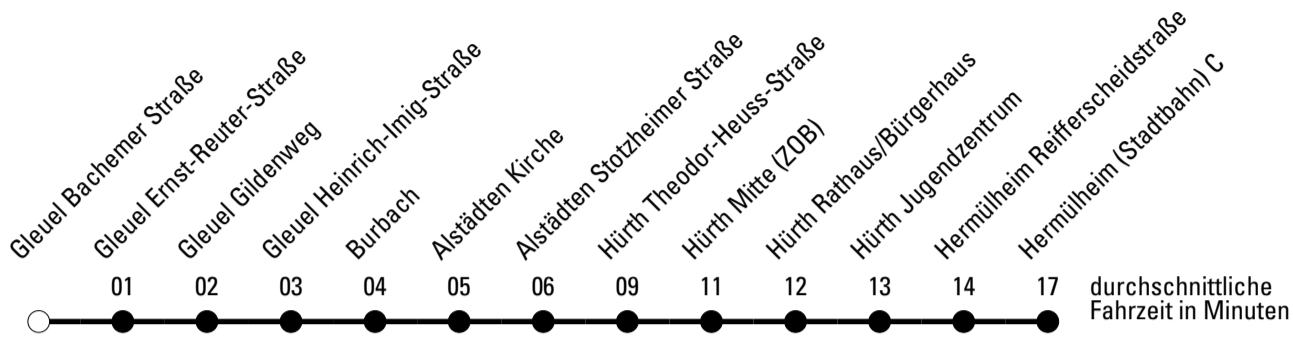 Gleuel Bachemer Straße
Gleuel Ernst-Reuter-Straße
Gleuel Gildenweg
Gleuel Heinrich-Imig-Straße
Burbach
Alstädten Kirche
Alstädten Stotzheimer Straße
Hürth Theodor-Heuss-Straße
Hürth Mitte (ZOB)
Hürth Rathaus/Bürgerhaus
Hürth Jugendzentrum
Hermülheim Reifferscheidstraße
Hermülheim (Stadtbahn) C
01 02 03 04 05 06 09 11 12 13 14 17
durchschnittliche
Fahrzeit in Minuten